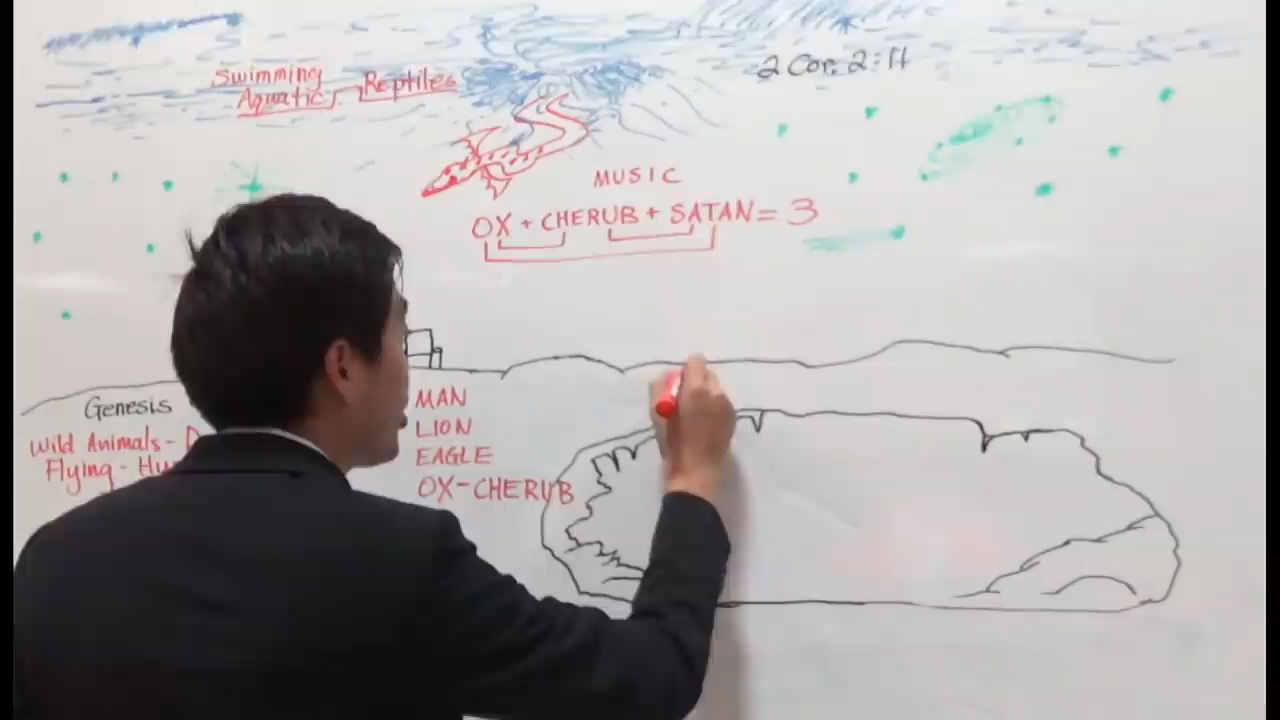 Swimming
Aquatic, Reptiles
2 Cor. 2:11
MUSIC
OX + CHERUB + SATAN = 3
Genesis
Wild Animals -
Flying -
MAN
LION
EAGLE
OX-CHERUB